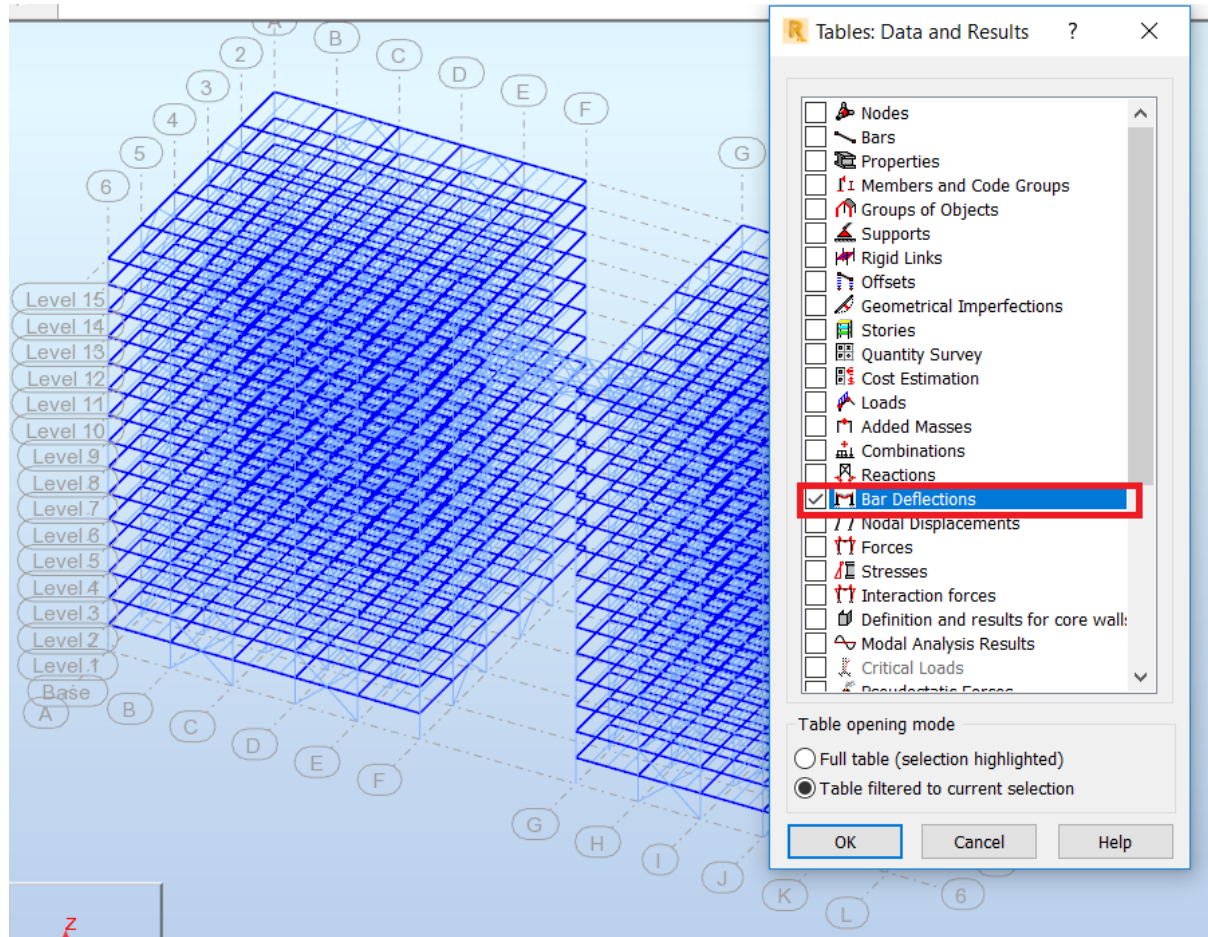 Tables: Data and Results ?
Nodes
Bars
Properties
Members and Code Groups
Groups of Objects
Supports
Rigid Links
Offsets
Geometrical Imperfections
Stories
Quantity Survey
Cost Estimation
Loads
Added Masses
Combinations
Reactions
Bar Deflections
Nodal Displacements
Forces
Stresses
Interaction forces
Definition and results for core wall
Modal Analysis Results
Critical Loads
Pseudostatic Forces
Table opening mode
Full table (selection highlighted)
Table filtered to current selection
OK Cancel Help
A
B
2
C
3
D
E
4
F
5
G
6
Level 15
Level 14
Level 13
Level 12
Level 11
Level 10
Level 9
Level 8
Level 7
Level 6
Level 5
Level 4
Level 3
Level 2
Level 1
Base
A
B
C
D
E
F
G
H
I
J
K
6
L
Z